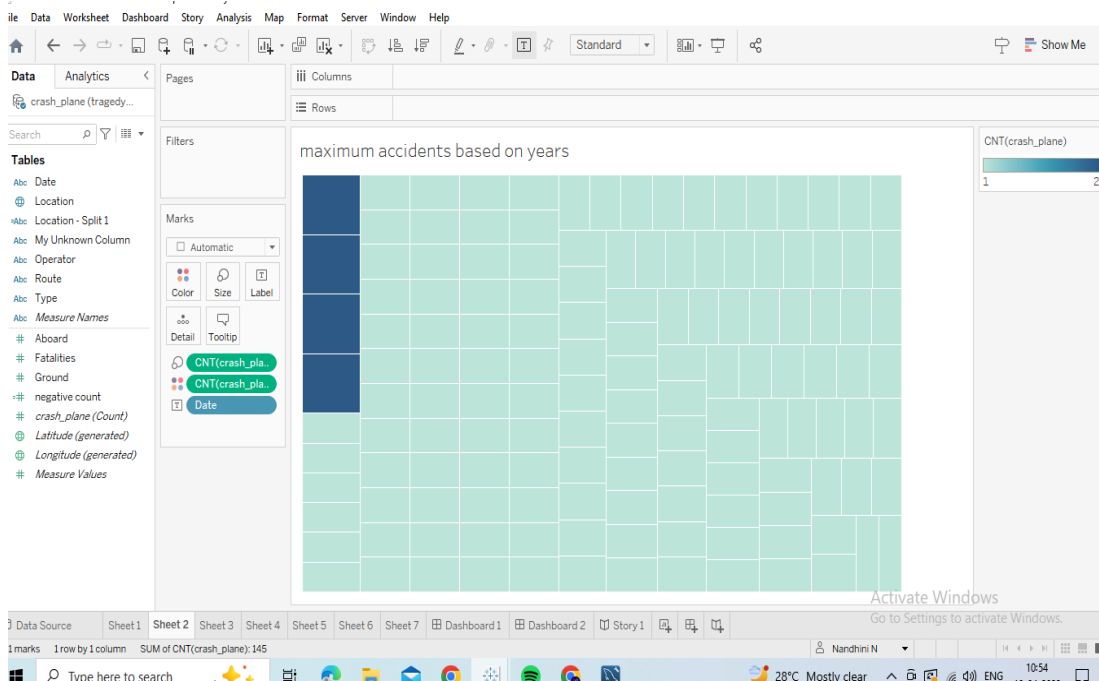 ile Data Worksheet Dashboard Story Analysis Map Format Server Window Help
Standard Show Me
Data Analytics
Pages
iii Columns
crash_plane (tragedy...
Rows
Search
Filters
maximum accidents based on years
CNT(crash_plane)
1 2
Tables
Abc Date
Location
=Abc Location - Split 1
Abc My Unknown Column
Abc Operator
Abc Route
Abc Type
Abc Measure Names
# Aboard
# Fatalities
# Ground
=# negative count
# crash_plane (Count)
Latitude (generated)
Longitude (generated)
# Measure Values
Marks
Automatic
Color Size Label
Detail Tooltip
CNT(crash_pla..
CNT(crash_pla..
Date
Activate Windows
Go to Settings to activate Windows.
Data Source Sheet 1 Sheet 2 Sheet 3 Sheet 4 Sheet 5 Sheet 6 Sheet 7 Dashboard 1 Dashboard 2 Story 1
1 marks 1 row by 1 column SUM of CNT(crash_plane): 145 Nandhini N
Type here to search 28°C Mostly clear ENG 10:54